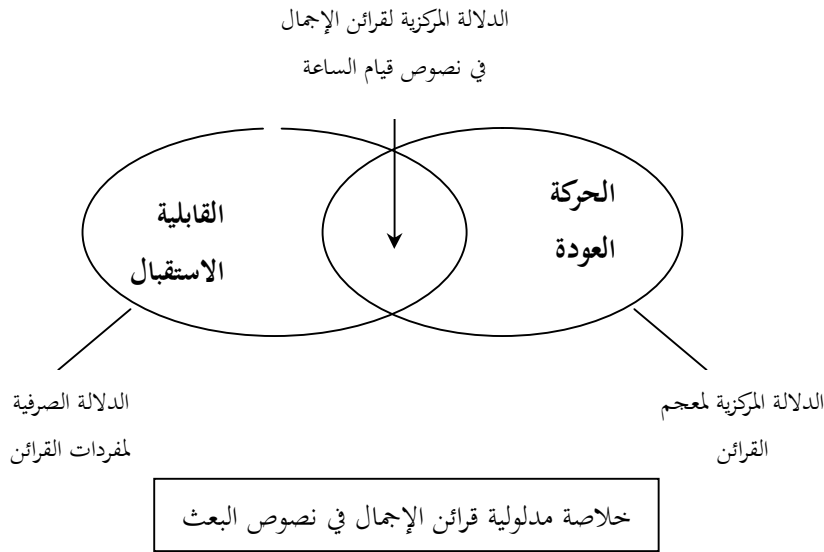 الدلالة المركزية لقرائن الإجمال
في نصوص قيام الساعة
الحركة
العودة
القابلية
الاستقبال
الدلالة المركزية لمعجم
القرائن
الدلالة الصرفية
لمفردات القرائن
خلاصة مدلولية قرائن الإجمال في نصوص البعث